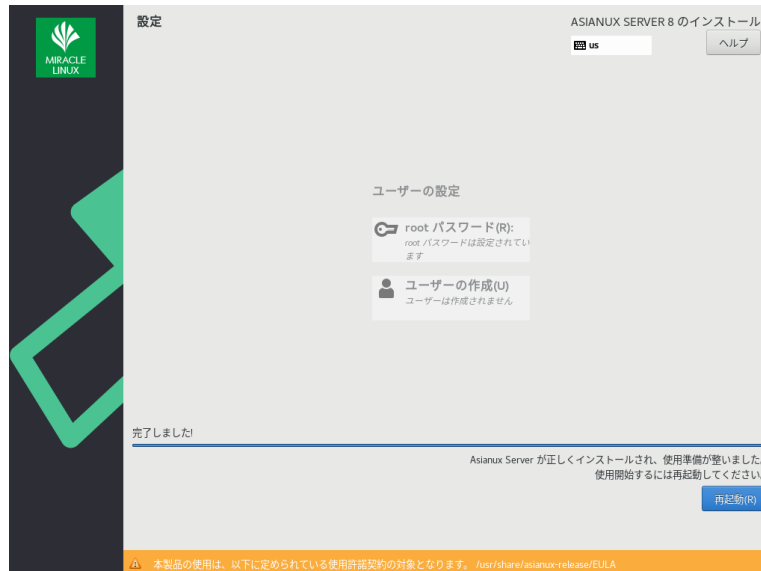 MIRACLE
LINUX
設定
ASIANUX SERVER 8 のインストール
us
ヘルプ
ユーザーの設定
root パスワード(R):
root パスワードは設定されてい
ます
ユーザーの作成(U)
ユーザーは作成されません
完了しました!
Asianux Server が正しくインストールされ、使用準備が整いました。
使用開始するには再起動してください。
再起動(R)
本製品の使用は、以下に定められている使用許諾契約の対象となります。 /usr/share/asianux-release/EULA